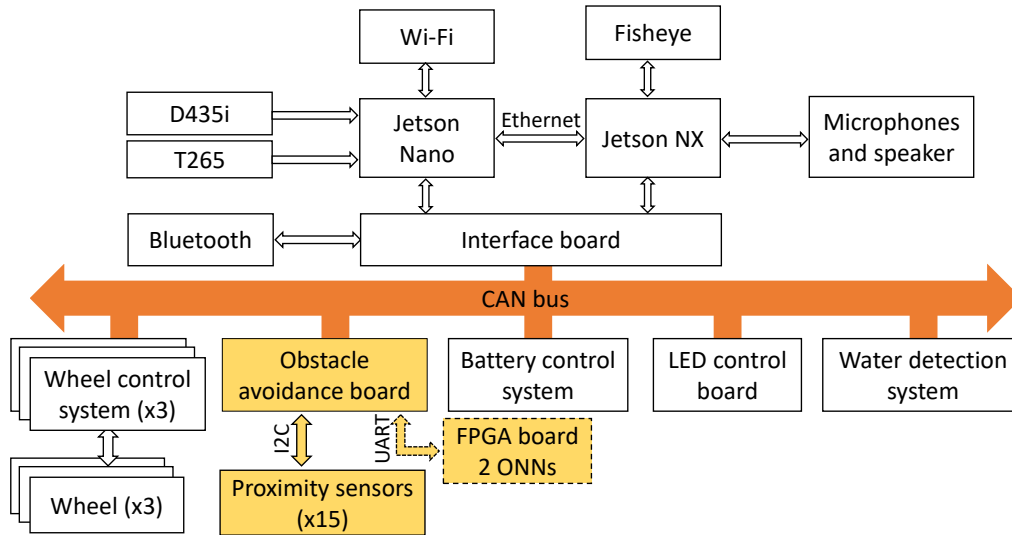 Wi-Fi
Fisheye
D435i
T265
Jetson
Nano
Ethernet
Jetson NX
Microphones
and speaker
Bluetooth
Interface board
CAN bus
Wheel control
system (x3)
Obstacle
avoidance board
Battery control
system
LED control
board
Water detection
system
I2C
UART
FPGA board
2 ONNs
Wheel (x3)
Proximity sensors
(x15)